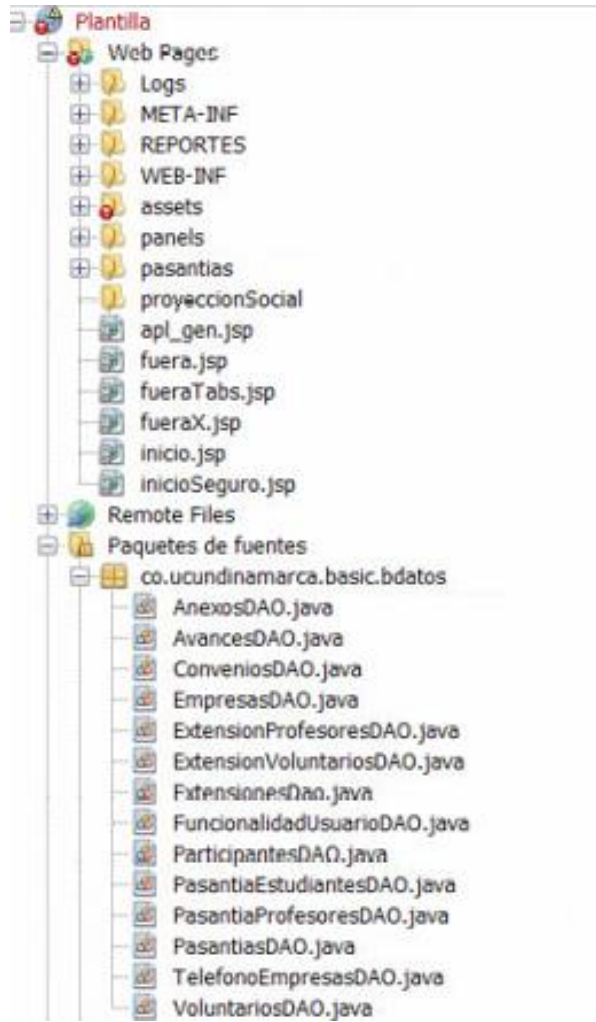 Plantilla
Web Pages
Logs
META-INF
REPORTES
WEB-INF
assets
panels
pasantias
proyeccionSocial
apl_gen.jsp
fuera.jsp
fueraTabs.jsp
fueraX.jsp
inicio.jsp
inicioSeguro.jsp
Remote Files
Paquetes de fuentes
co.ucundinamarca.basic.bdatos
AnexosDAO.java
AvancesDAO.java
ConveniosDAO.java
EmpresasDAO.java
ExtensionProfesoresDAO.java
ExtensionVoluntariosDAO.java
ExtensionesDao.java
FuncionalidadUsuarioDAO.java
ParticipantesDAO.java
PasantiaEstudiantesDAO.java
PasantiaProfesoresDAO.java
PasantiasDAO.java
TelefonoEmpresasDAO.java
VoluntariosDAO.java